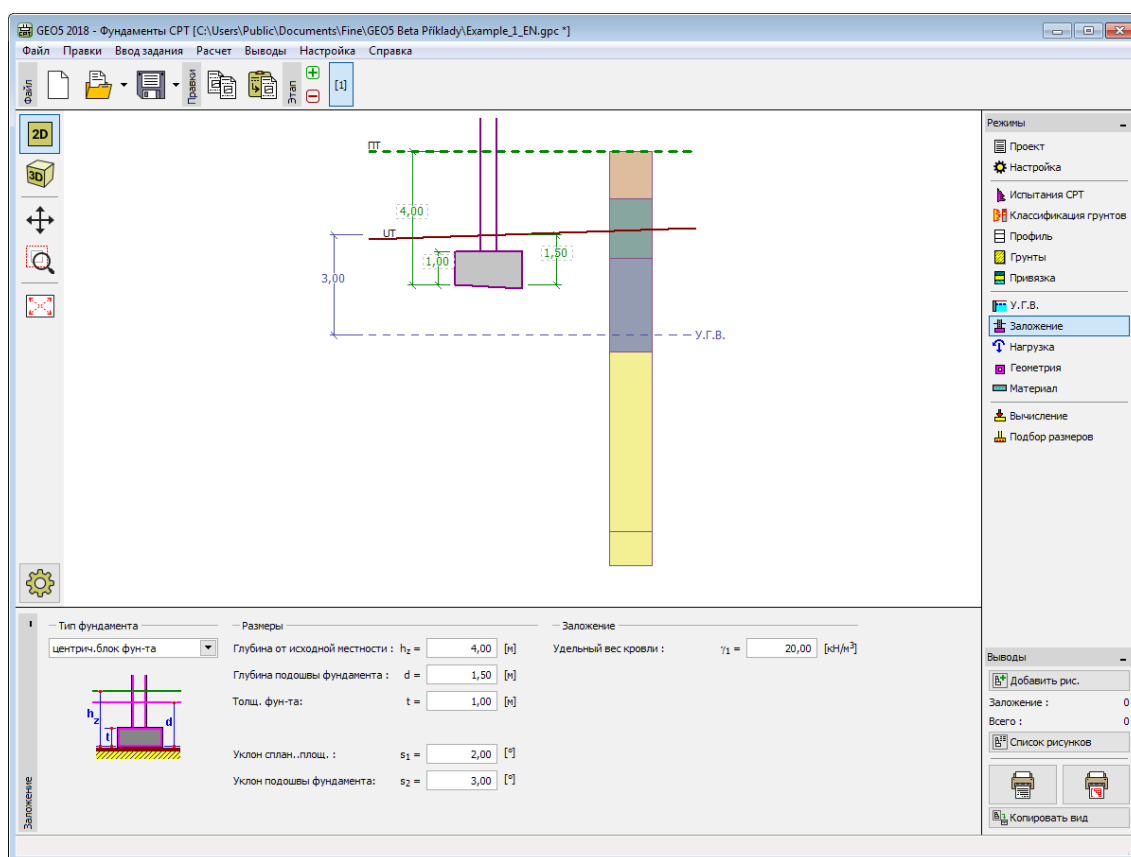 GEO5 2018 - Фундаменты CPT [C:\Users\Public\Documents\Fine\GEO5 Beta Příklady\Example_1_EN.gpc *]
Файл Правки Ввод задания Расчет Выводы Настройка Справка
Файл
Правки
Этап
[1]
2D
3D
ПТ
4,00
UT
1,00
1,50
3,00
У.Г.В.
Режимы
Проект
Настройка
Испытания CPT
Классификация грунтов
Профиль
Грунты
Привязка
У.Г.В.
Заложение
Нагрузка
Геометрия
Материал
Вычисление
Подбор размеров
Заложение
Тип фундамента
центрич.блок фун-та
hz
t
d
Размеры
Глубина от исходной местности : hz = 4,00 [м]
Глубина подошвы фундамента : d = 1,50 [м]
Толщ. фун-та: t = 1,00 [м]
Уклон сплан..площ. : s1 = 2,00 [°]
Уклон подошвы фундамента: s2 = 3,00 [°]
Заложение
Удельный вес кровли : γ1 = 20,00 [кН/м³]
Выводы
Добавить рис.
Заложение : 0
Всего : 0
Список рисунков
Копировать вид